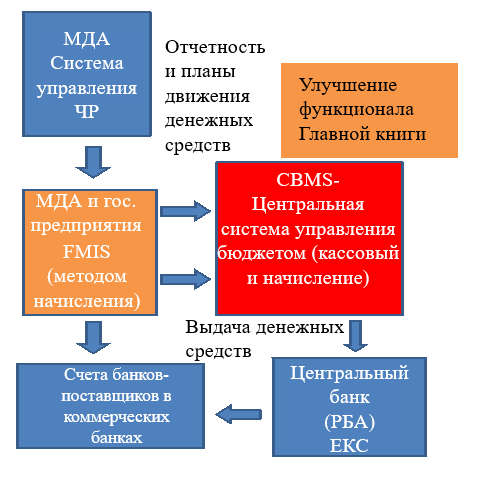 МДА
Система
управления
ЧР
Отчетность
и планы
движения
денежных
средств
Улучшение
функционала
Главной книги
МДА и гос.
предприятия
FMIS
(методом
начисления)
CBMS-
Центральная
система управления
бюджетом (кассовый
и начисление)
Выдача денежных
средств
Счета банков-
поставщиков в
коммерческих
банках
Центральный
банк
(РБА)
ЕКС